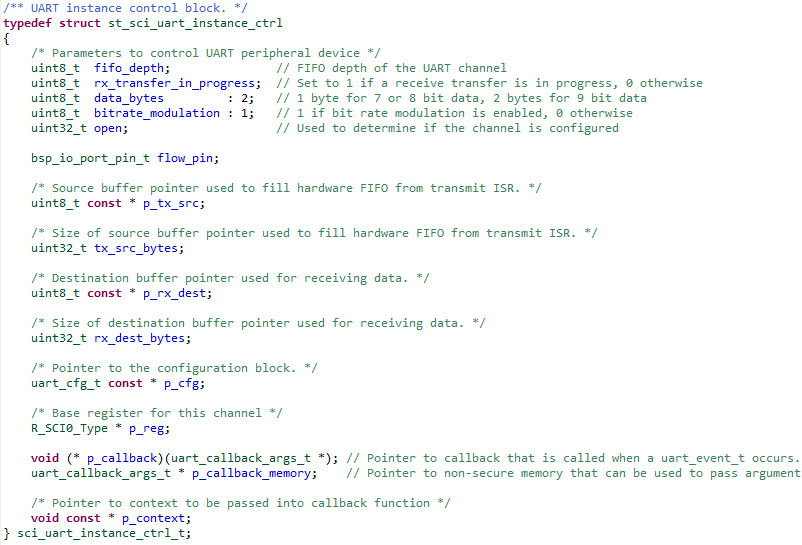 /** UART instance control block. */
typedef struct st_sci_uart_instance_ctrl
{
    /* Parameters to control UART peripheral device */
    uint8_t  fifo_depth;               // FIFO depth of the UART channel
    uint8_t  rx_transfer_in_progress;  // Set to 1 if a receive transfer is in progress, 0 otherwise
    uint8_t  data_bytes         : 2;   // 1 byte for 7 or 8 bit data, 2 bytes for 9 bit data
    uint8_t  bitrate_modulation : 1;   // 1 if bit rate modulation is enabled, 0 otherwise
    uint32_t open;                     // Used to determine if the channel is configured

    bsp_io_port_pin_t flow_pin;

    /* Source buffer pointer used to fill hardware FIFO from transmit ISR. */
    uint8_t const * p_tx_src;

    /* Size of source buffer pointer used to fill hardware FIFO from transmit ISR. */
    uint32_t tx_src_bytes;

    /* Destination buffer pointer used for receiving data. */
    uint8_t const * p_rx_dest;

    /* Size of destination buffer pointer used for receiving data. */
    uint32_t rx_dest_bytes;

    /* Pointer to the configuration block. */
    uart_cfg_t const * p_cfg;

    /* Base register for this channel */
    R_SCI0_Type * p_reg;

    void (* p_callback)(uart_callback_args_t *); // Pointer to callback that is called when a uart_event_t occurs.
    uart_callback_args_t * p_callback_memory;    // Pointer to non-secure memory that can be used to pass argument

    /* Pointer to context to be passed into callback function */
    void const * p_context;
} sci_uart_instance_ctrl_t;